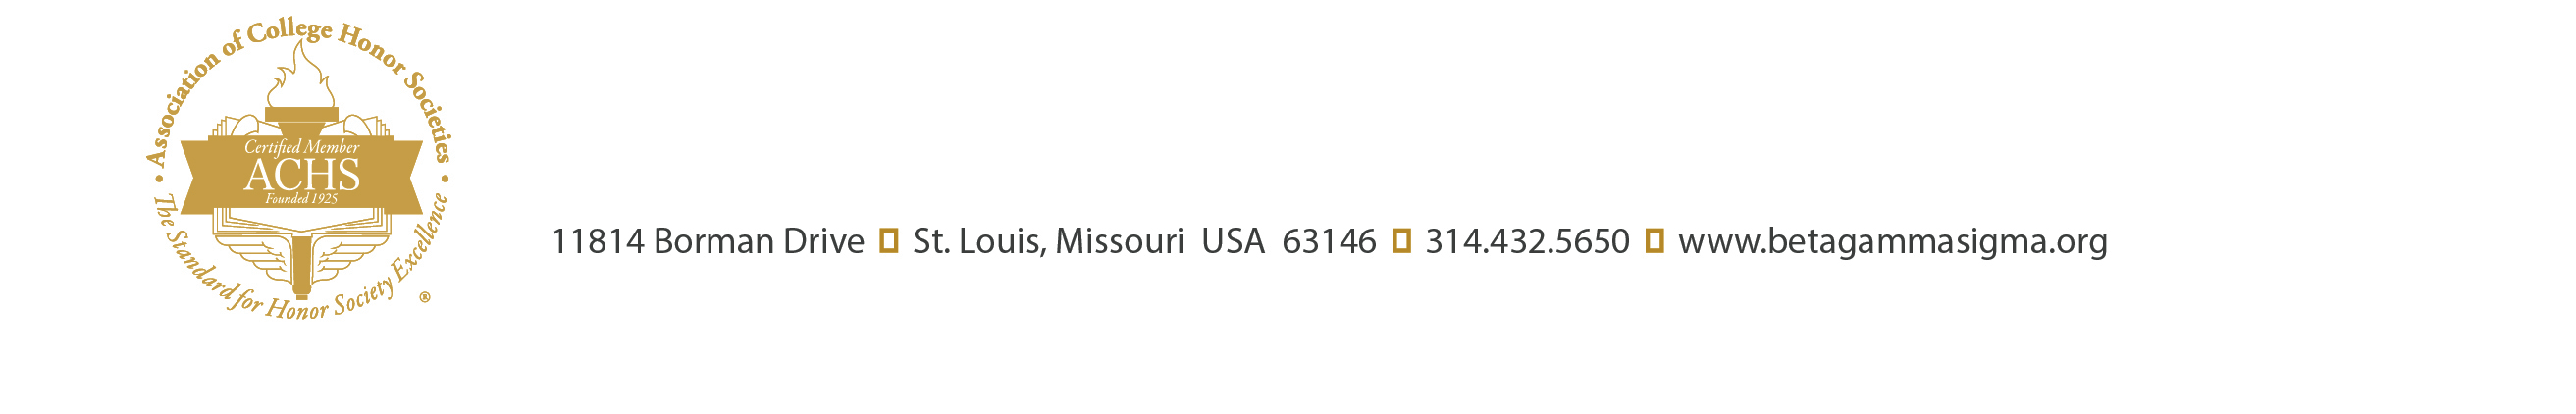 Association of College Honor Societies
Certified Member
ACHS
Founded 1925
The Standard for Honor Society Excellence
®
11814 Borman Drive St. Louis, Missouri USA 63146 314.432.5650 www.betagammasigma.org